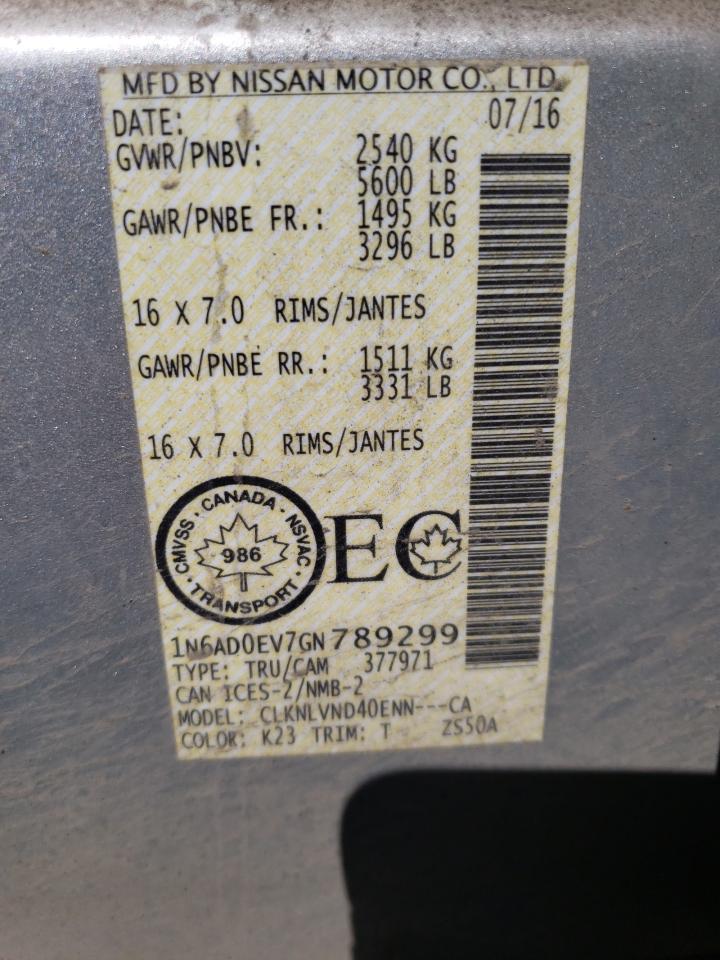 MFD BY NISSAN MOTOR CO., LTD.
DATE: 07/16
GVWR/PNBV: 2540 KG
5600 LB
GAWR/PNBE FR.: 1495 KG
3296 LB
16 X 7.0 RIMS/JANTES
GAWR/PNBE RR.: 1511 KG
3331 LB
16 X 7.0 RIMS/JANTES
CMVSS · CANADA · NSVAC · TRANSPORT ·
986
EC
1N6AD0EV7GN789299
TYPE: TRU/CAM 377971
CAN ICES-2/NMB-2
MODEL: CLKNLVND40ENN---CA
COLOR: K23 TRIM: T ZS50A